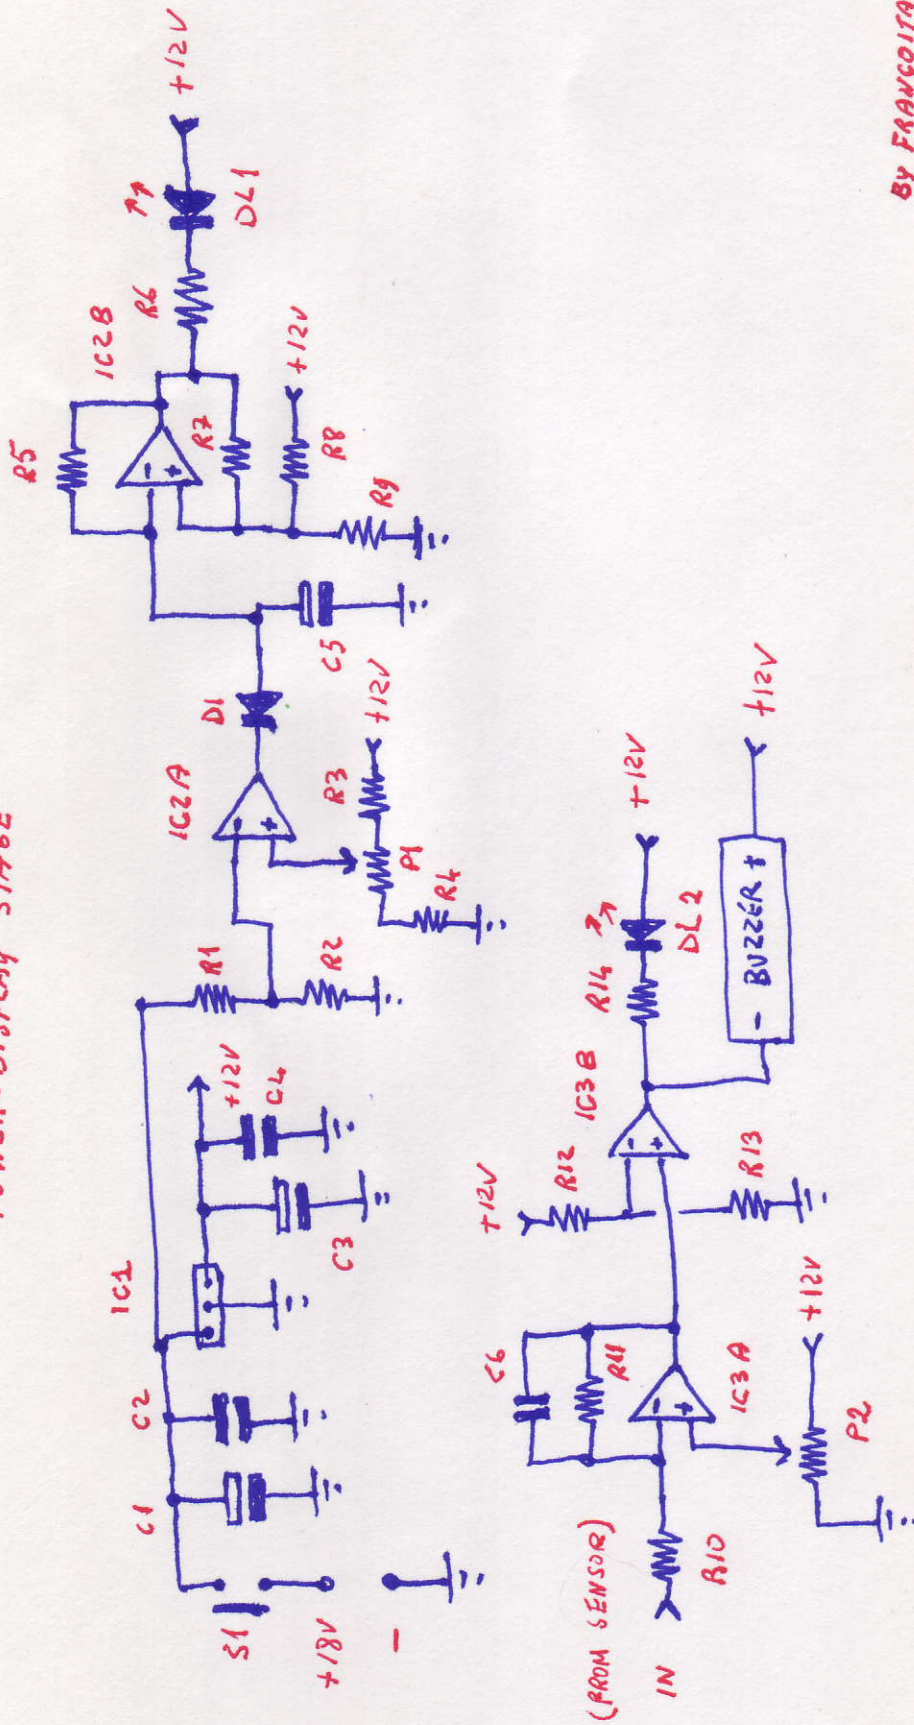 POWER + DISPLAY STAGE
R5
IC2B
R6
DL1
+12V
R7
R8
+12V
R9
IC2A
D1
C5
R3
+12V
P1
R4
R1
R2
IC1
+12V
C4
C3
C2
C1
S1
+18V
-
(FROM SENSOR)
IN
R10
C6
R11
IC3A
P2
+12V
+12V
R12
R13
IC3B
R14
DL2
+12V
- BUZZER +
+12V
By FRANCOITA